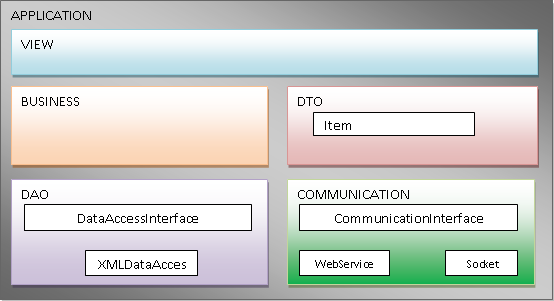 APPLICATION
VIEW
BUSINESS
DTO
Item
DAO
DataAccessInterface
XMLDataAcces
COMMUNICATION
CommunicationInterface
WebService
Socket